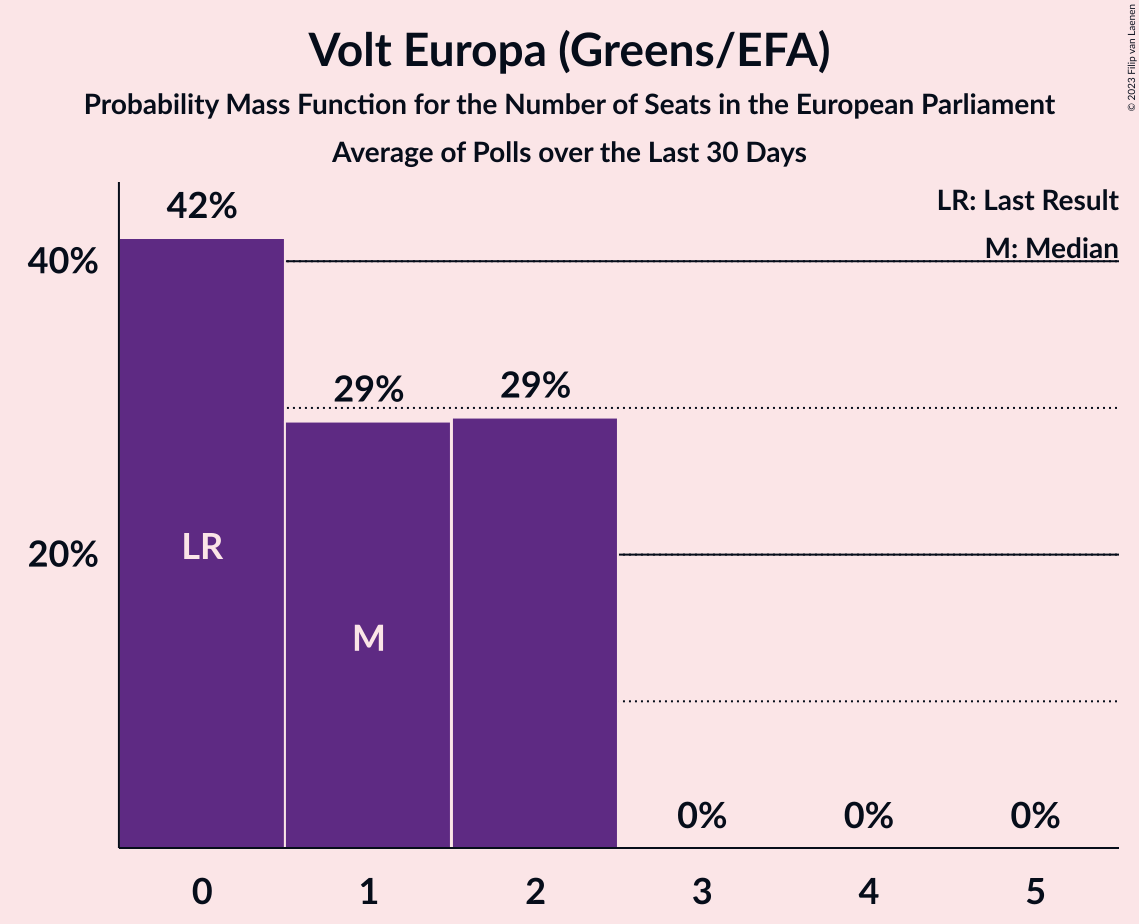 Volt Europa (Greens/EFA)
Probability Mass Function for the Number of Seats in the European Parliament
Average of Polls over the Last 30 Days
© 2023 Filip van Laenen
LR: Last Result
M: Median
42%
40%
29%
29%
20%
LR
M
0%
0%
0%
0
1
2
3
4
5